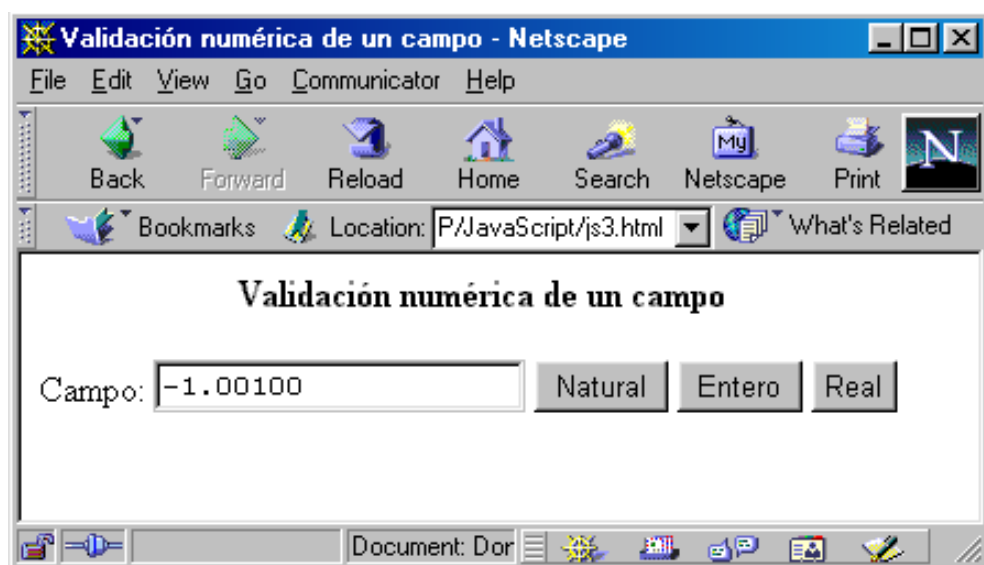 Validación numérica de un campo - Netscape
File Edit View Go Communicator Help
Back Forward Reload Home Search Netscape Print
My
N
Bookmarks Location: P/JavaScript/js3.html What's Related
Validación numérica de un campo
Campo: -1.00100 Natural Entero Real
Document: Dor